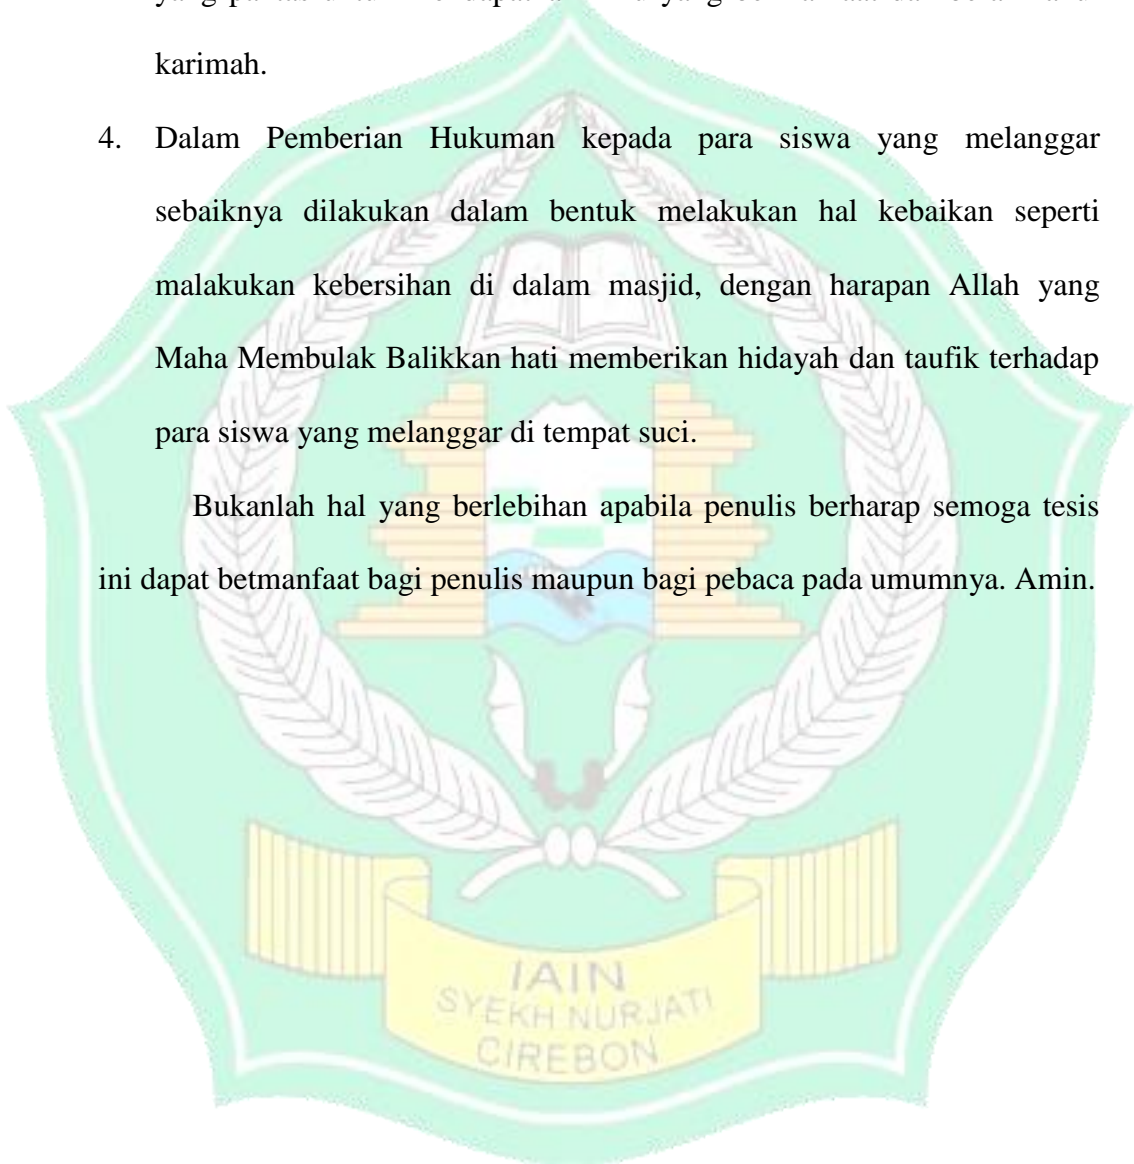 karimah.
4. Dalam Pemberian Hukuman kepada para siswa yang melanggar
sebaiknya dilakukan dalam bentuk melakukan hal kebaikan seperti
malakukan kebersihan di dalam masjid, dengan harapan Allah yang
Maha Membulak Balikkan hati memberikan hidayah dan taufik terhadap
para siswa yang melanggar di tempat suci.
Bukanlah hal yang berlebihan apabila penulis berharap semoga tesis
ini dapat betmanfaat bagi penulis maupun bagi pebaca pada umumnya. Amin.
IAIN
SYEKH NURJATI
CIREBON